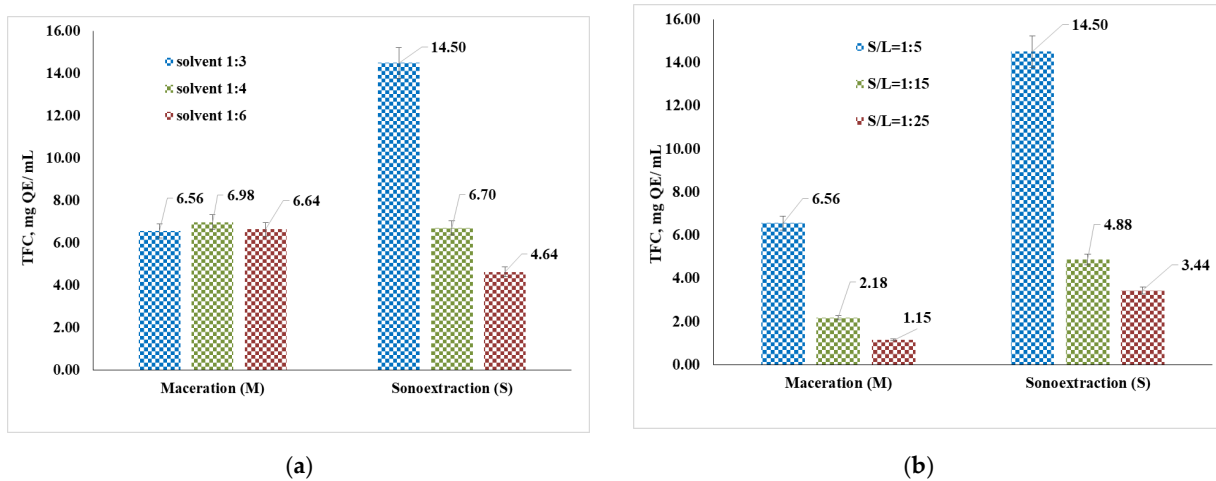 16.00
14.00
12.00
10.00
8.00
6.00
4.00
2.00
0.00
TFC, mg QE/ mL
solvent 1:3
solvent 1:4
solvent 1:6
6.56
6.98
6.64
14.50
6.70
4.64
Maceration (M)
Sonoextraction (S)
(a)
16.00
14.00
12.00
10.00
8.00
6.00
4.00
2.00
0.00
TFC, mg QE/ mL
S/L=1:5
S/L=1:15
S/L=1:25
6.56
2.18
1.15
14.50
4.88
3.44
Maceration (M)
Sonoextraction (S)
(b)